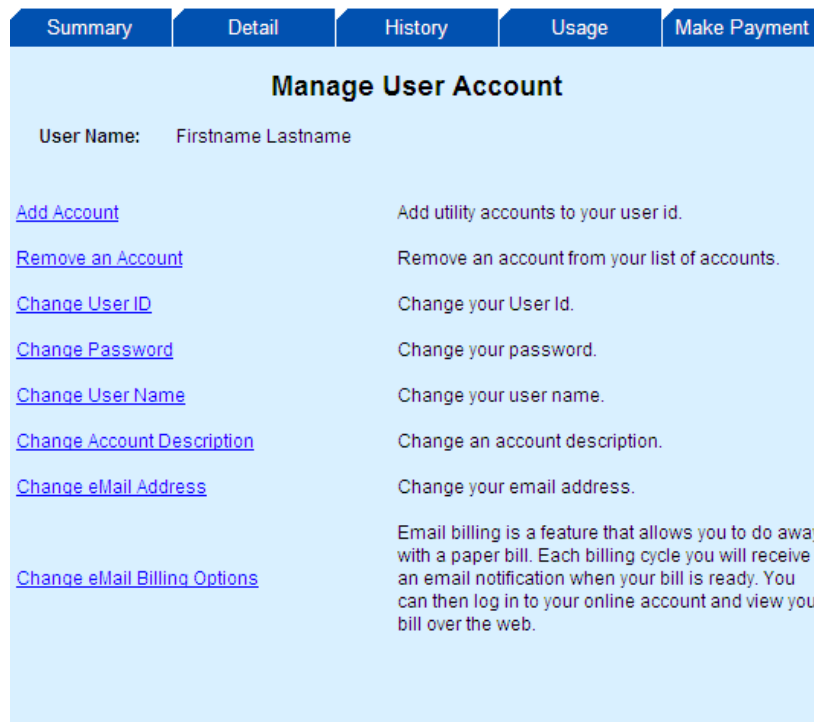 Summary Detail History Usage Make Payment
Manage User Account
User Name: Firstname Lastname
Add Account Add utility accounts to your user id.
Remove an Account Remove an account from your list of accounts.
Change User ID Change your User Id.
Change Password Change your password.
Change User Name Change your user name.
Change Account Description Change an account description.
Change eMail Address Change your email address.
Change eMail Billing Options
Email billing is a feature that allows you to do away
with a paper bill. Each billing cycle you will receive
an email notification when your bill is ready. You
can then log in to your online account and view you
bill over the web.